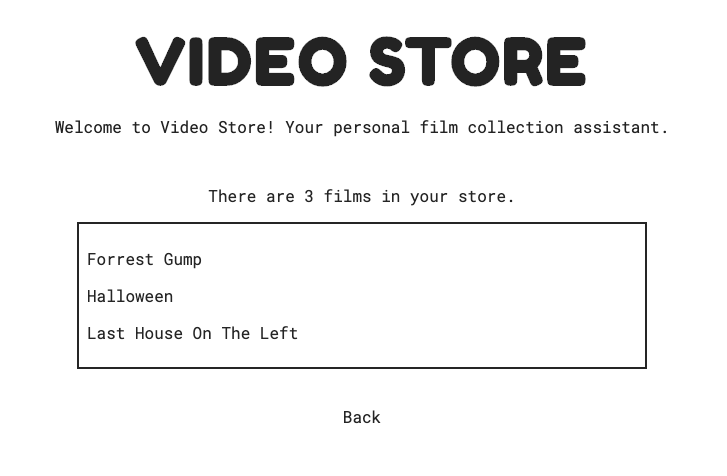 VIDEO STORE
Welcome to Video Store! Your personal film collection assistant.
There are 3 films in your store.
Forrest Gump
Halloween
Last House On The Left
Back